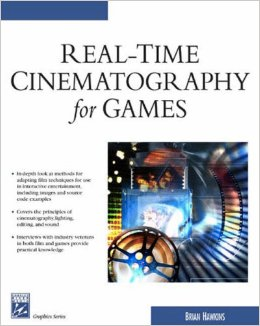 REAL-TIME
CINEMATOGRAPHY
for GAMES
• In-depth look at methods for
adapting film techniques for use
in interactive entertainment,
including images and source
code examples
• Covers the principles of
cinematography, lighting,
editing, and sound
• Interviews with industry veterans
in both film and games provide
practical knowledge
BRIAN HAWKINS
Graphics Series